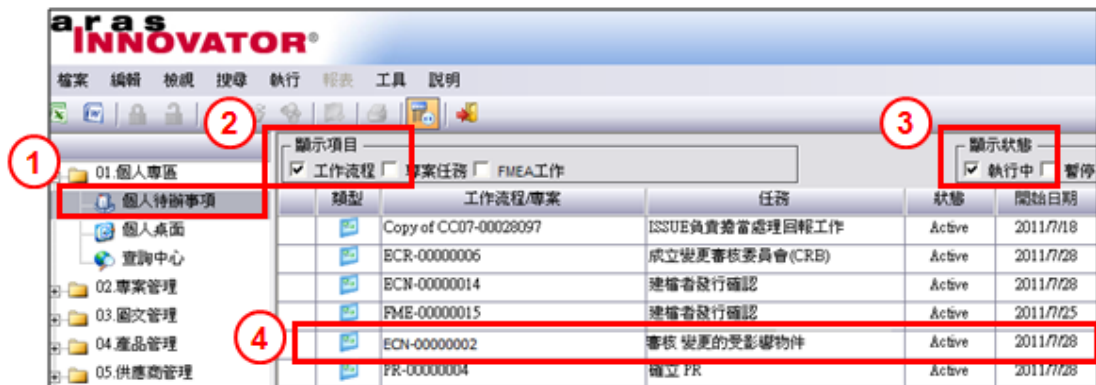 aras
INNOVATOR®
檔案 編輯 檢視 搜尋 執行 報表 工具 說明
2
3
1
顯示項目
顯示狀態
01.個人專區
工作流程 專案任務 FMEA工作
執行中 暫停
個人待辦事項
類型 工作流程/專案 任務 狀態 開始日期
個人桌面
Copy of CC07-00028097 ISSUE負責擔當處理回報工作 Active 2011/7/18
查詢中心
ECR-00000006 成立變更審核委員會(CRB) Active 2011/7/28
02.專案管理
ECN-00000014 建檔者發行確認 Active 2011/7/28
03.圖文管理
FME-00000015 建檔者發行確認 Active 2011/7/25
4
04.產品管理
ECN-00000002 審核 變更的受影響物件 Active 2011/7/28
05.供應商管理
PR-00000004 確立 PR Active 2011/7/28